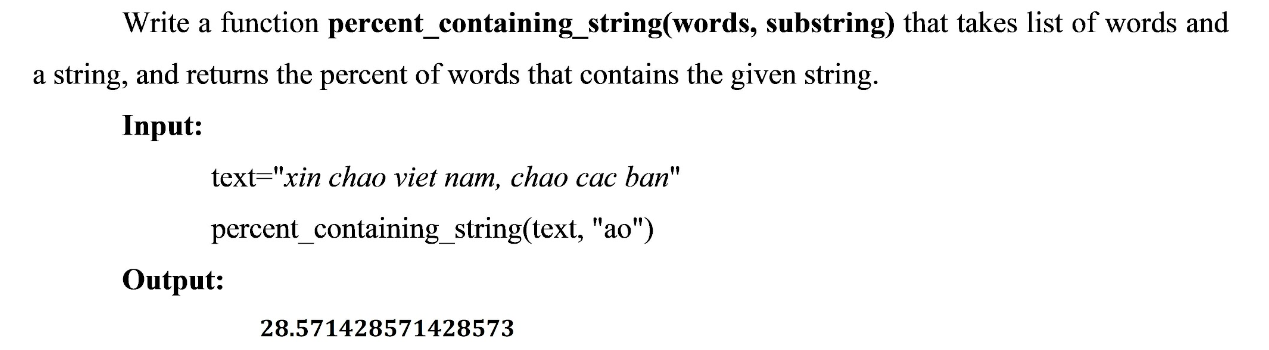 Write a function percent_containing_string(words, substring) that takes list of words and
a string, and returns the percent of words that contains the given string.
Input:
text="xin chao viet nam, chao cac ban"
percent_containing_string(text, "ao")
Output:
28.571428571428573